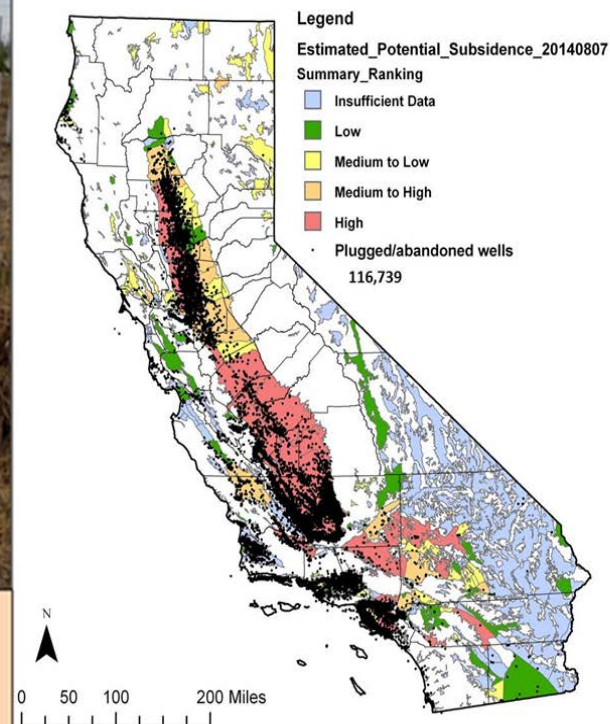 Legend
Estimated_Potential_Subsidence_20140807
Summary_Ranking
Insufficient Data
Low
Medium to Low
Medium to High
High
Plugged/abandoned wells
116,739
N
0 50 100 200 Miles